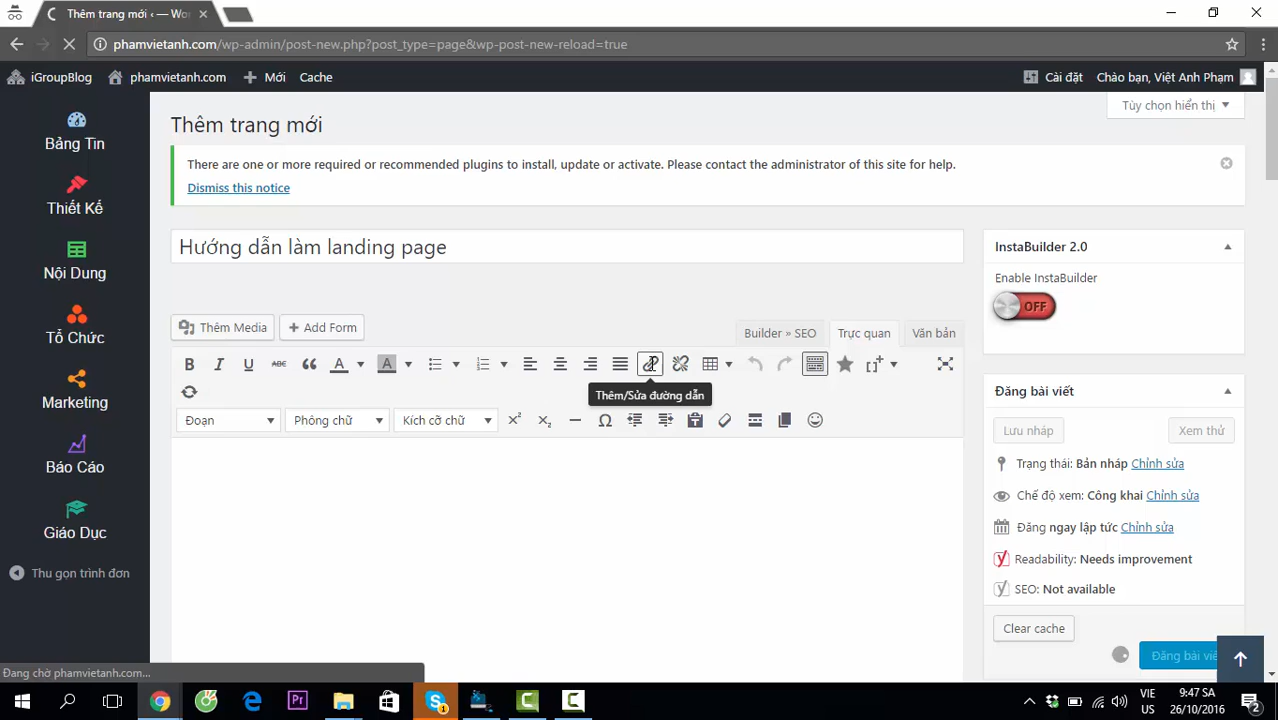 Thêm trang mới ‹ — Wor
phamvietanh.com/wp-admin/post-new.php?post_type=page&wp-post-new-reload=true
iGroupBlog phamvietanh.com Mới Cache Cài đặt Chào bạn, Việt Anh Phạm
Tùy chọn hiển thị
Thêm trang mới
There are one or more required or recommended plugins to install, update or activate. Please contact the administrator of this site for help.
Dismiss this notice
Bảng Tin
Thiết Kế
Nội Dung
Tổ Chức
Marketing
Báo Cáo
Giáo Dục
Thu gọn trình đơn
Hướng dẫn làm landing page
Thêm Media Add Form Builder » SEO Trực quan Văn bản
B I U ABC A A
Thêm/Sửa đường dẫn
Đoạn Phông chữ Kích cỡ chữ
InstaBuilder 2.0
Enable InstaBuilder
OFF
Đăng bài viết
Lưu nháp Xem thử
Trạng thái: Bản nháp Chỉnh sửa
Chế độ xem: Công khai Chỉnh sửa
Đăng ngay lập tức Chỉnh sửa
Readability: Needs improvement
SEO: Not available
Clear cache
Đăng bài viế
Đang chờ phamvietanh.com...
Pr 1 VIE 9:47 SA
US 26/10/2016 2